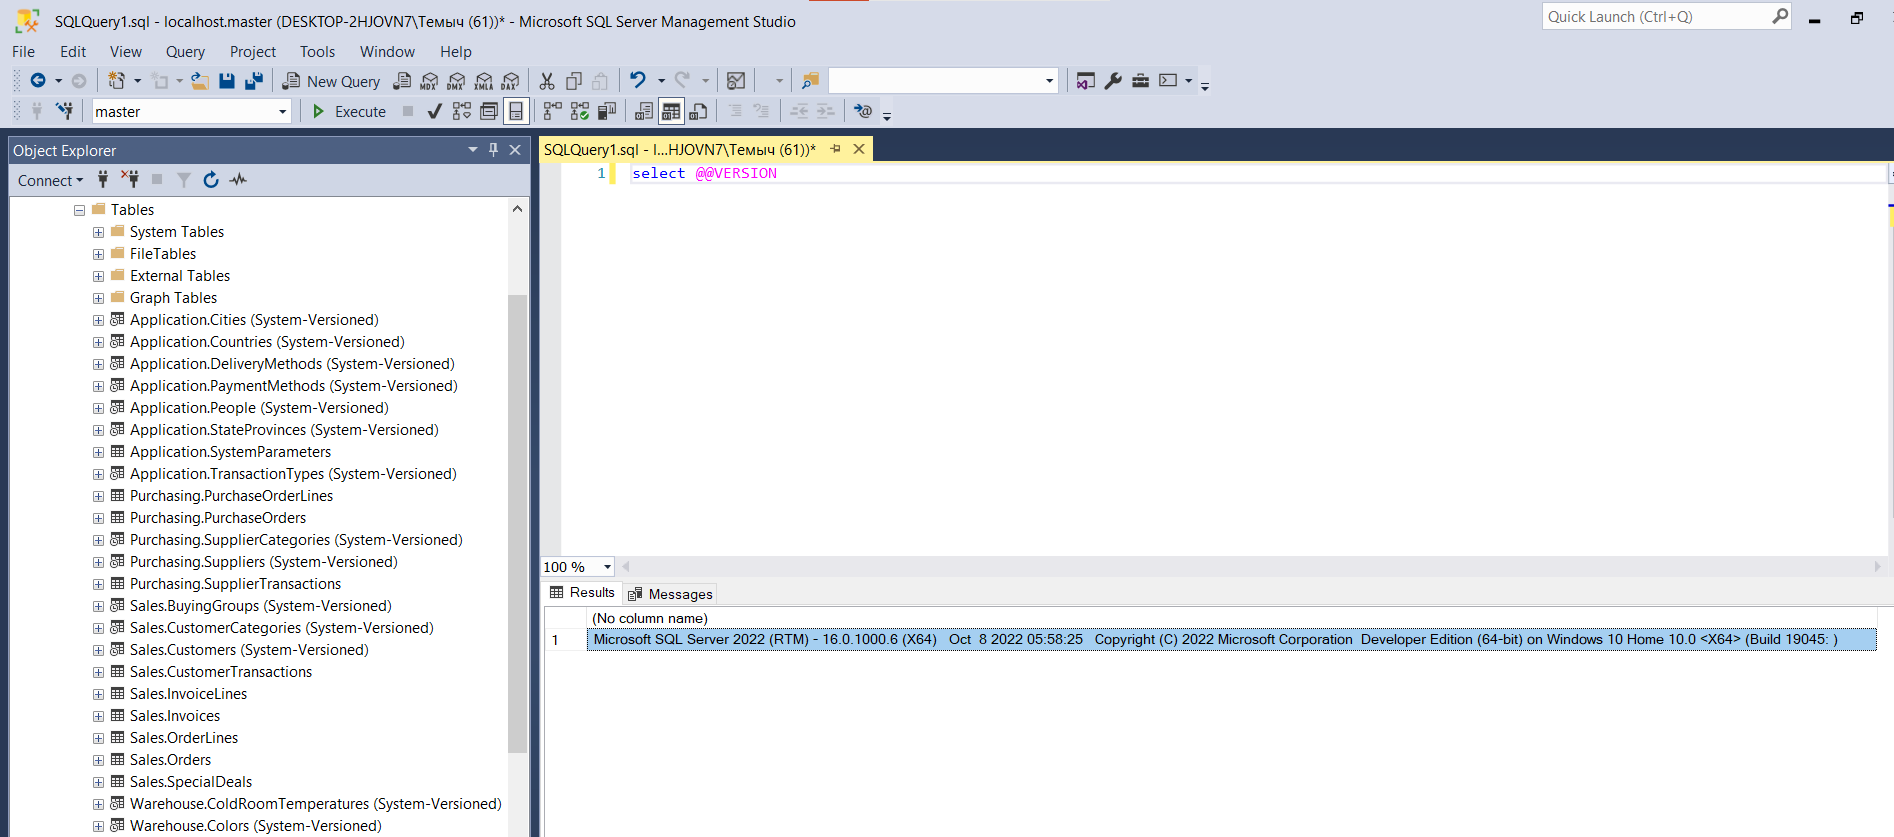 SQLQuery1.sql - localhost.master (DESKTOP-2HJOVN7\Темыч (61))* - Microsoft SQL Server Management Studio
Quick Launch (Ctrl+Q)
File Edit View Query Project Tools Window Help
New Query MDX DMX XMLA DAX
master Execute
Object Explorer
Connect
Tables
System Tables
FileTables
External Tables
Graph Tables
Application.Cities (System-Versioned)
Application.Countries (System-Versioned)
Application.DeliveryMethods (System-Versioned)
Application.PaymentMethods (System-Versioned)
Application.People (System-Versioned)
Application.StateProvinces (System-Versioned)
Application.SystemParameters
Application.TransactionTypes (System-Versioned)
Purchasing.PurchaseOrderLines
Purchasing.PurchaseOrders
Purchasing.SupplierCategories (System-Versioned)
Purchasing.Suppliers (System-Versioned)
Purchasing.SupplierTransactions
Sales.BuyingGroups (System-Versioned)
Sales.CustomerCategories (System-Versioned)
Sales.Customers (System-Versioned)
Sales.CustomerTransactions
Sales.InvoiceLines
Sales.Invoices
Sales.OrderLines
Sales.Orders
Sales.SpecialDeals
Warehouse.ColdRoomTemperatures (System-Versioned)
Warehouse.Colors (System-Versioned)
SQLQuery1.sql - l...HJOVN7\Темыч (61))*
1 select @@VERSION
100 %
Results Messages
(No column name)
1 Microsoft SQL Server 2022 (RTM) - 16.0.1000.6 (X64) Oct 8 2022 05:58:25 Copyright (C) 2022 Microsoft Corporation Developer Edition (64-bit) on Windows 10 Home 10.0 <X64> (Build 19045: )